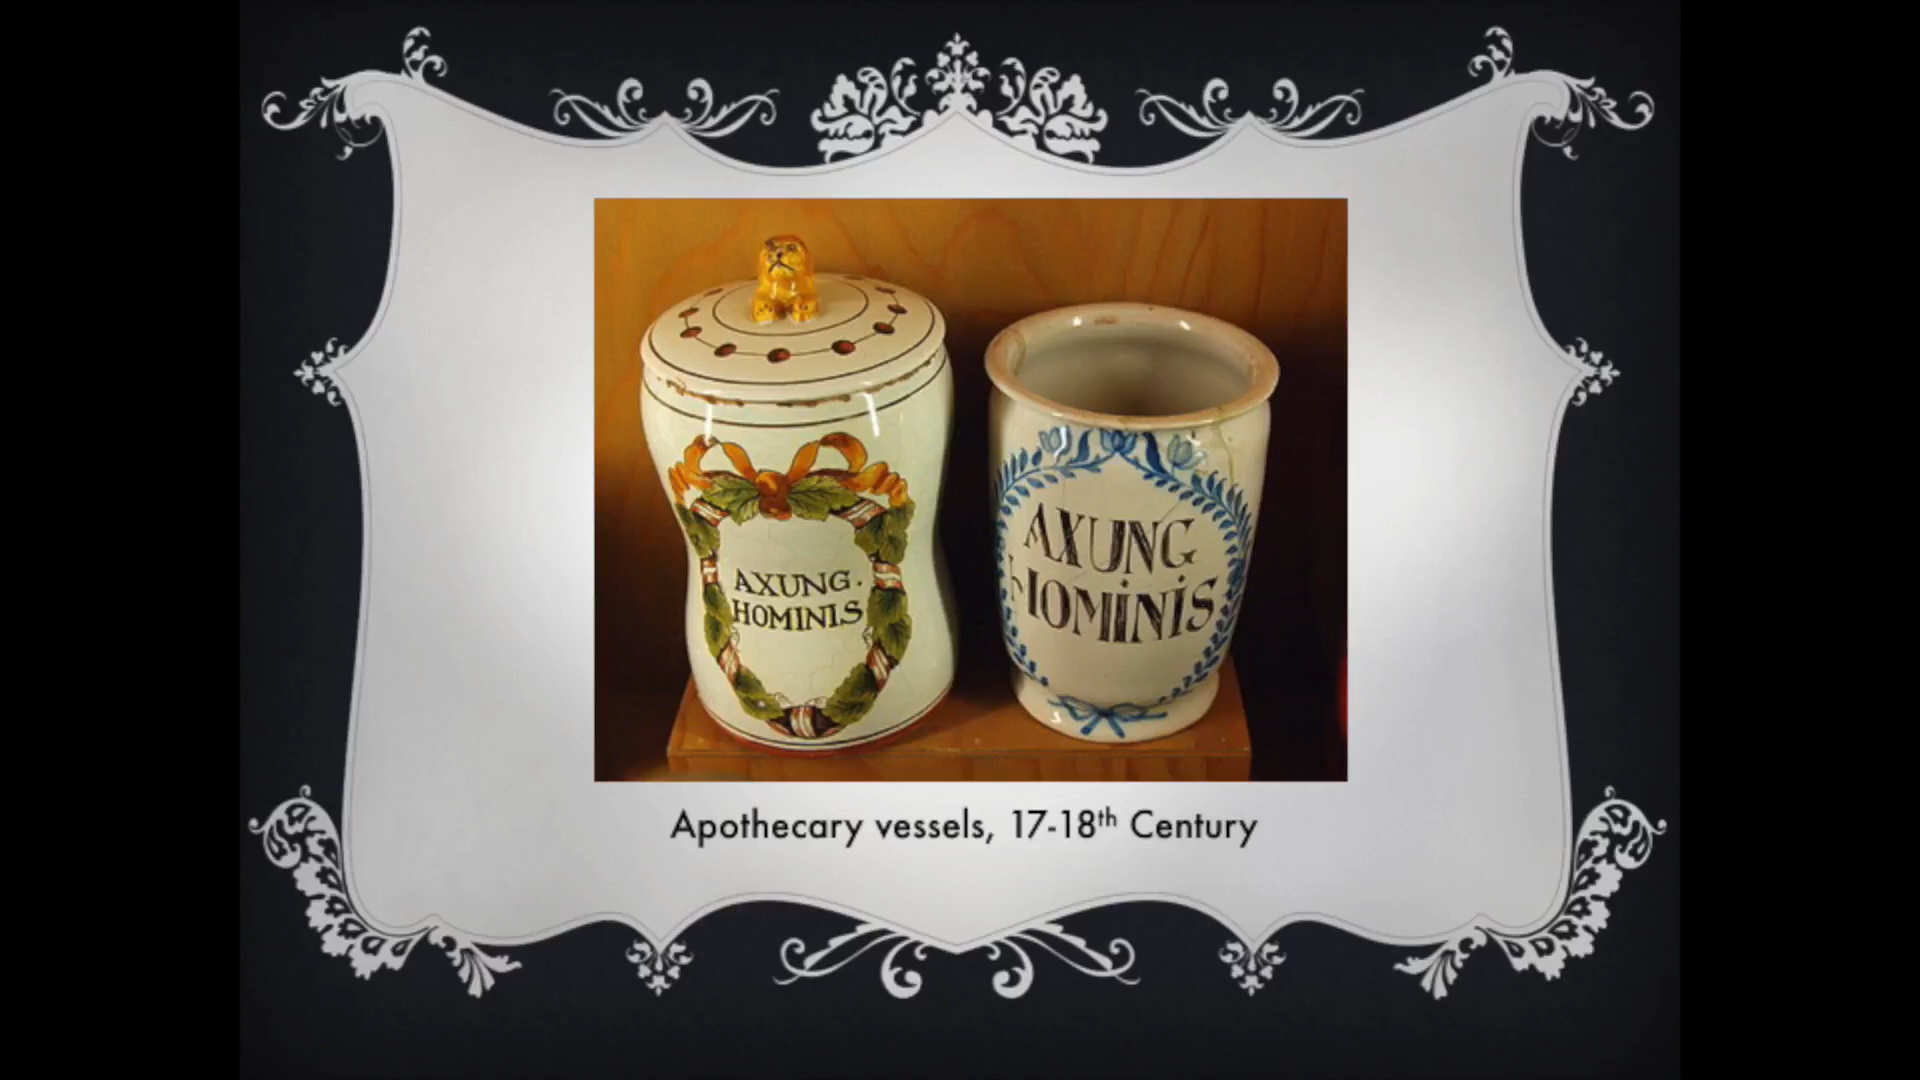 AXUNG.
HOMINIS
AXUNG
HOMINIS
Apothecary vessels, 17-18th Century